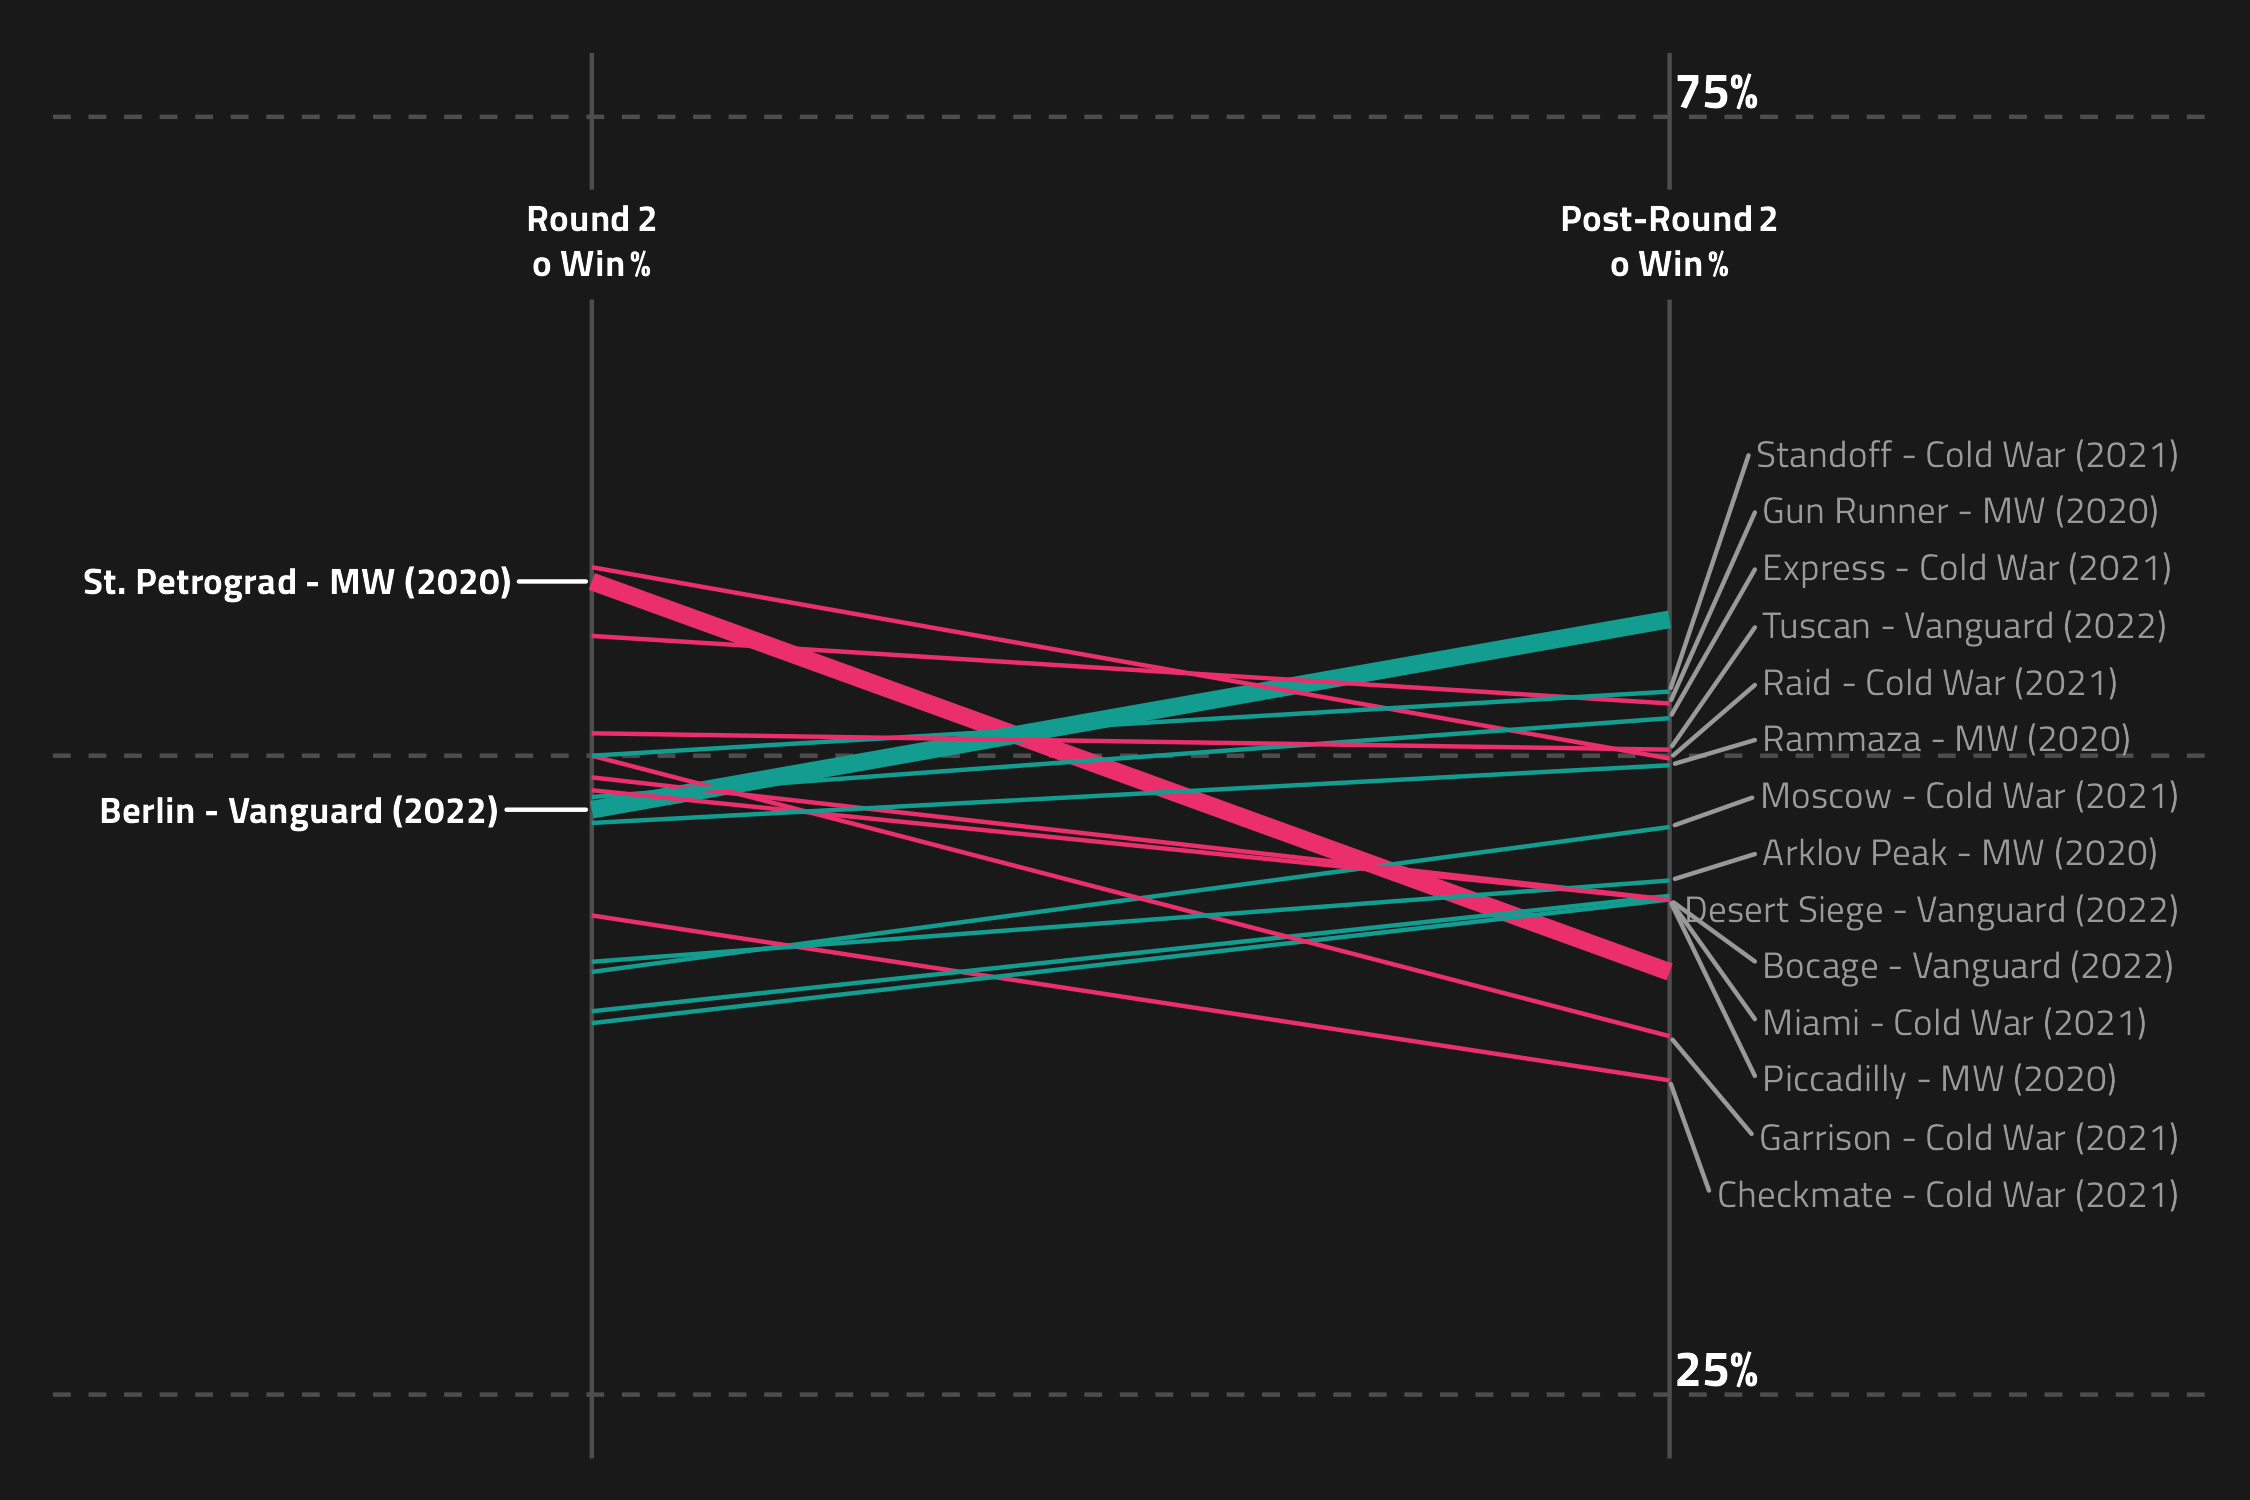 75%
Round 2
o Win %
Post-Round 2
o Win %
Standoff - Cold War (2021)
Gun Runner - MW (2020)
Express - Cold War (2021)
St. Petrograd - MW (2020)
Tuscan - Vanguard (2022)
Raid - Cold War (2021)
Rammaza - MW (2020)
Berlin - Vanguard (2022)
Moscow - Cold War (2021)
Arklov Peak - MW (2020)
Desert Siege - Vanguard (2022)
Bocage - Vanguard (2022)
Miami - Cold War (2021)
Piccadilly - MW (2020)
Garrison - Cold War (2021)
Checkmate - Cold War (2021)
25%